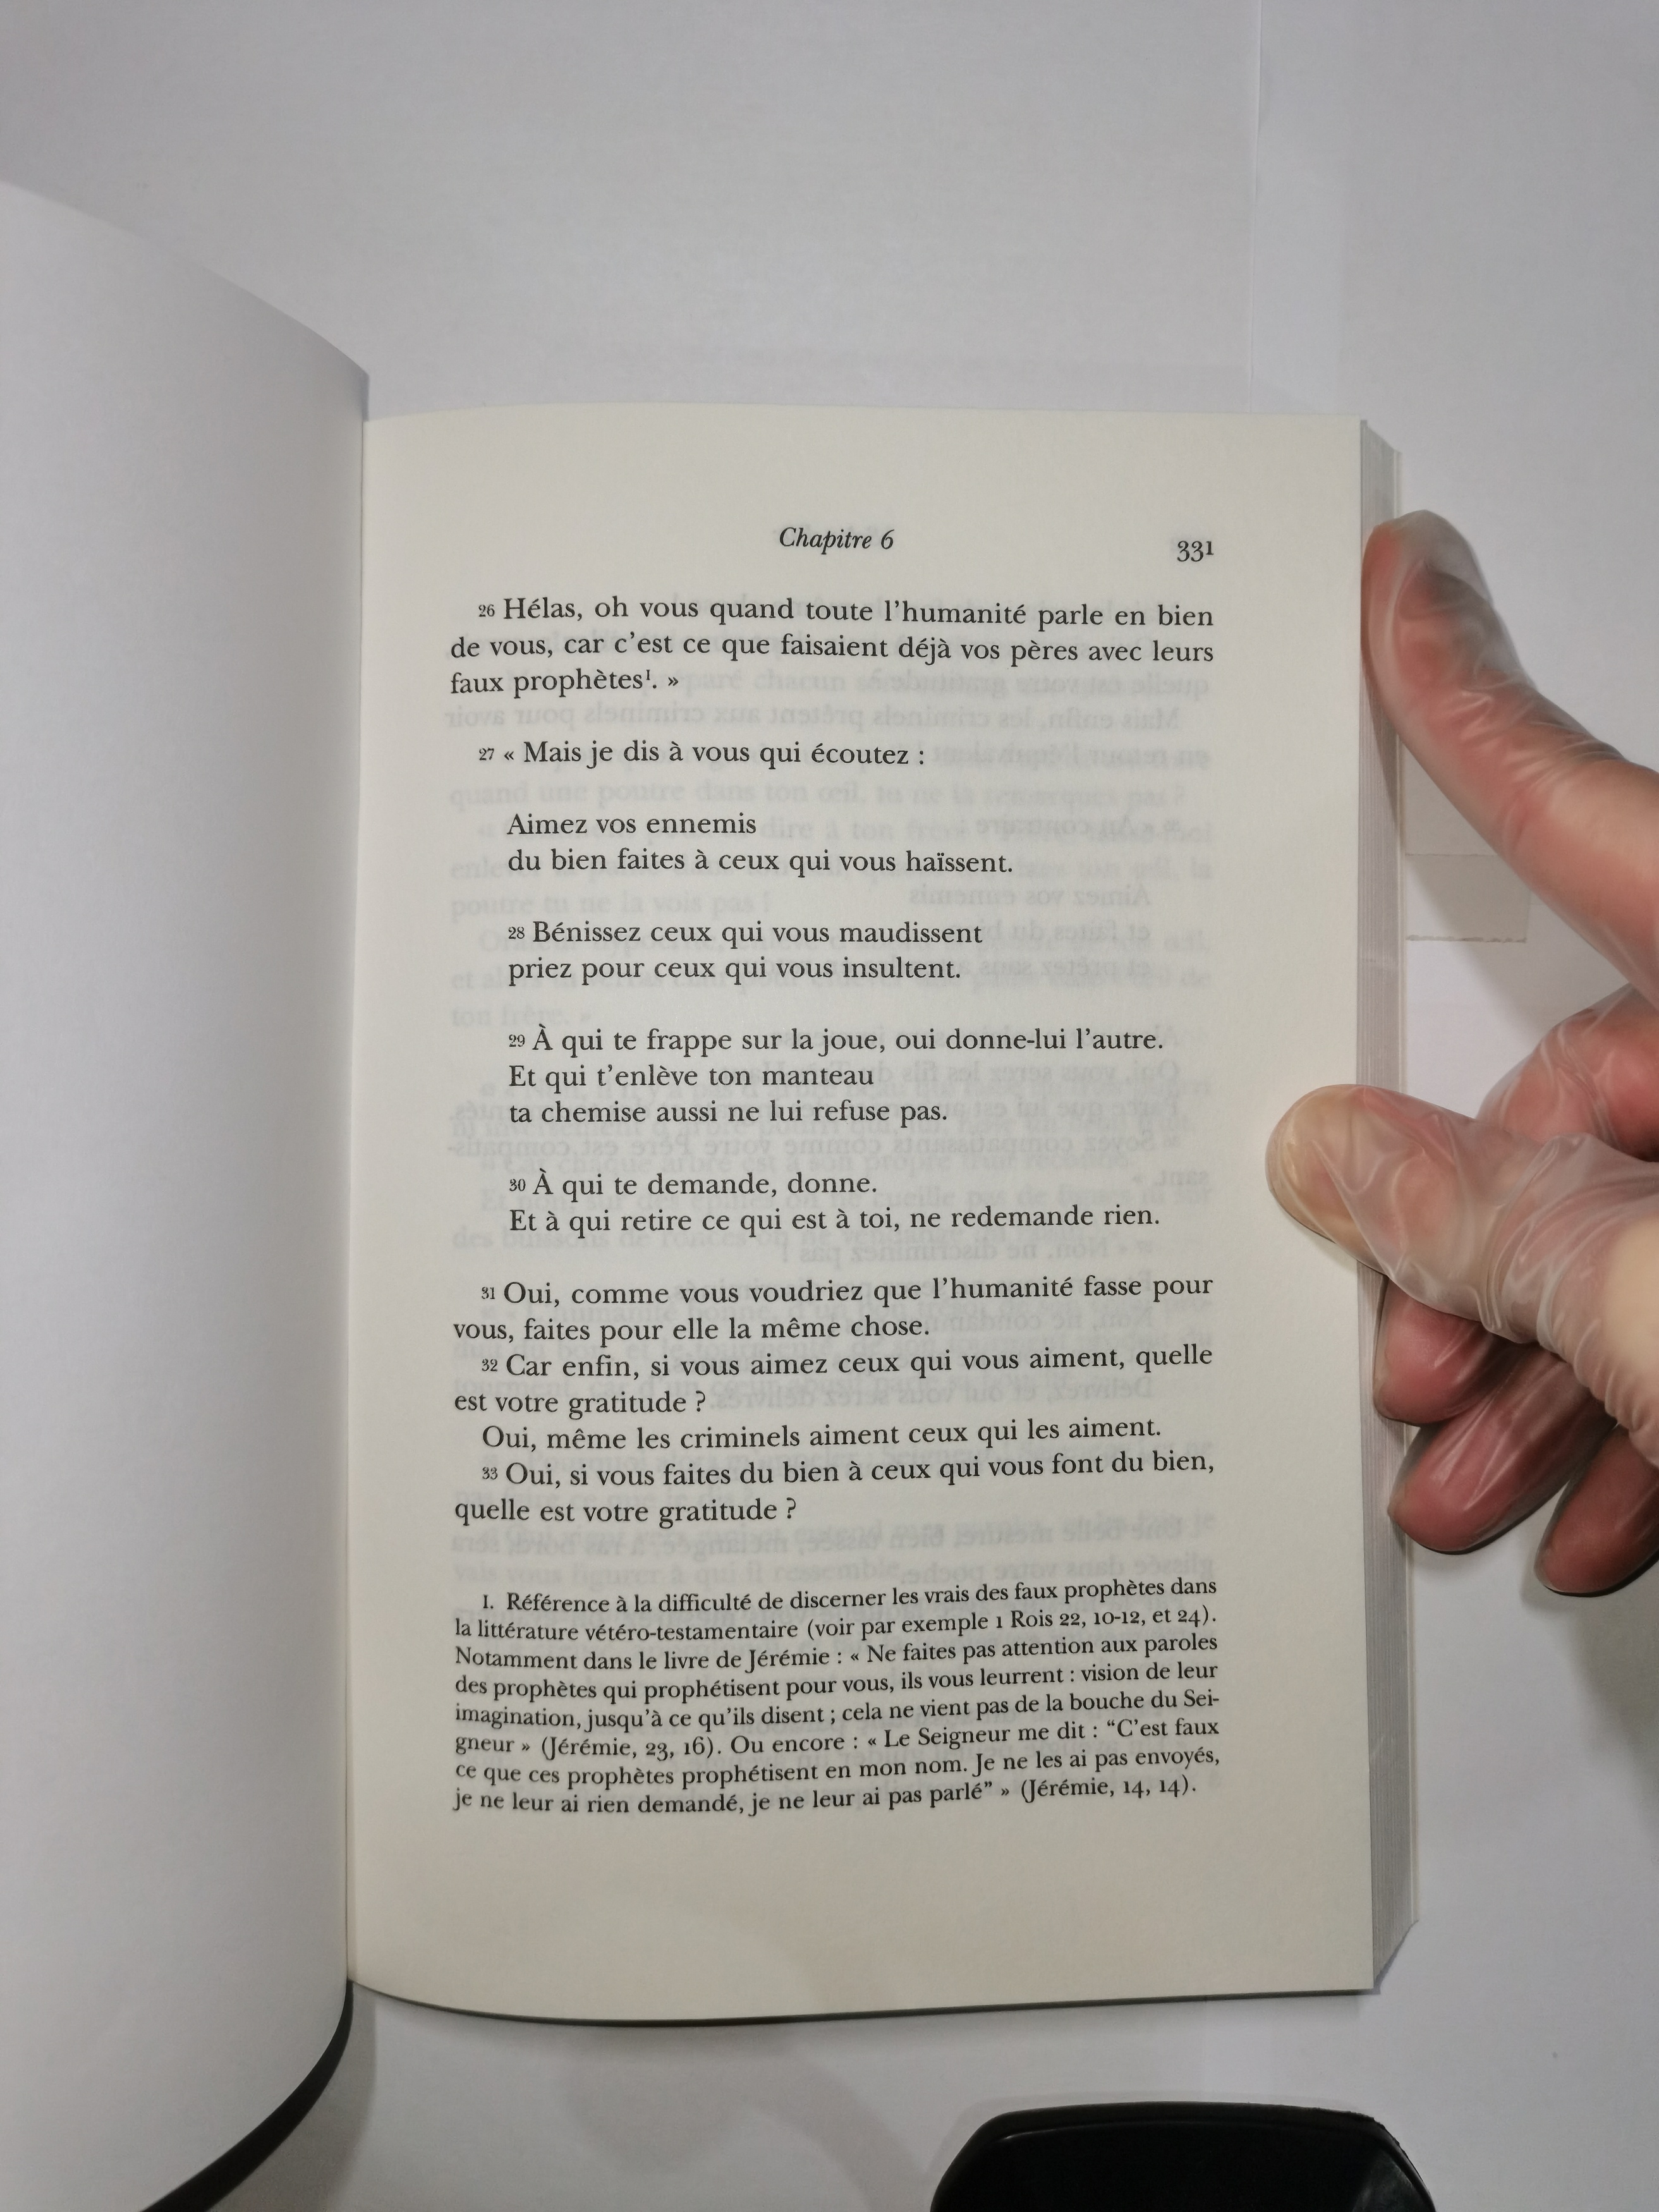 Chapitre 6
331
26 Hélas, oh vous quand toute l'humanité parle en bien
de vous, car c'est ce que faisaient déjà vos pères avec leurs
faux prophètes¹. »
27 « Mais je dis à vous qui écoutez :
Aimez vos ennemis
du bien faites à ceux qui vous haïssent.
28 Bénissez ceux qui vous maudissent
priez pour ceux qui vous insultent.
29 À qui te frappe sur la joue, oui donne-lui l'autre.
Et qui t'enlève ton manteau
ta chemise aussi ne lui refuse pas.
30 À qui te demande, donne.
Et à qui retire ce qui est à toi, ne redemande rien.
31 Oui, comme vous voudriez que l'humanité fasse pour
vous, faites pour elle la même chose.
32 Car enfin, si vous aimez ceux qui vous aiment, quelle
est votre gratitude ?
Oui, même les criminels aiment ceux qui les aiment.
33 Oui, si vous faites du bien à ceux qui vous font du bien,
quelle est votre gratitude ?
1. Référence à la difficulté de discerner les vrais des faux prophètes dans
la littérature vétéro-testamentaire (voir par exemple 1 Rois 22, 10-12, et 24).
Notamment dans le livre de Jérémie : « Ne faites pas attention aux paroles
des prophètes qui prophétisent pour vous, ils vous leurrent : vision de leur
imagination, jusqu'à ce qu'ils disent ; cela ne vient pas de la bouche du Sei-
gneur » (Jérémie, 23, 16). Ou encore : « Le Seigneur me dit : “C'est faux
ce que ces prophètes prophétisent en mon nom. Je ne les ai pas envoyés,
je ne leur ai rien demandé, je ne leur ai pas parlé” » (Jérémie, 14, 14).